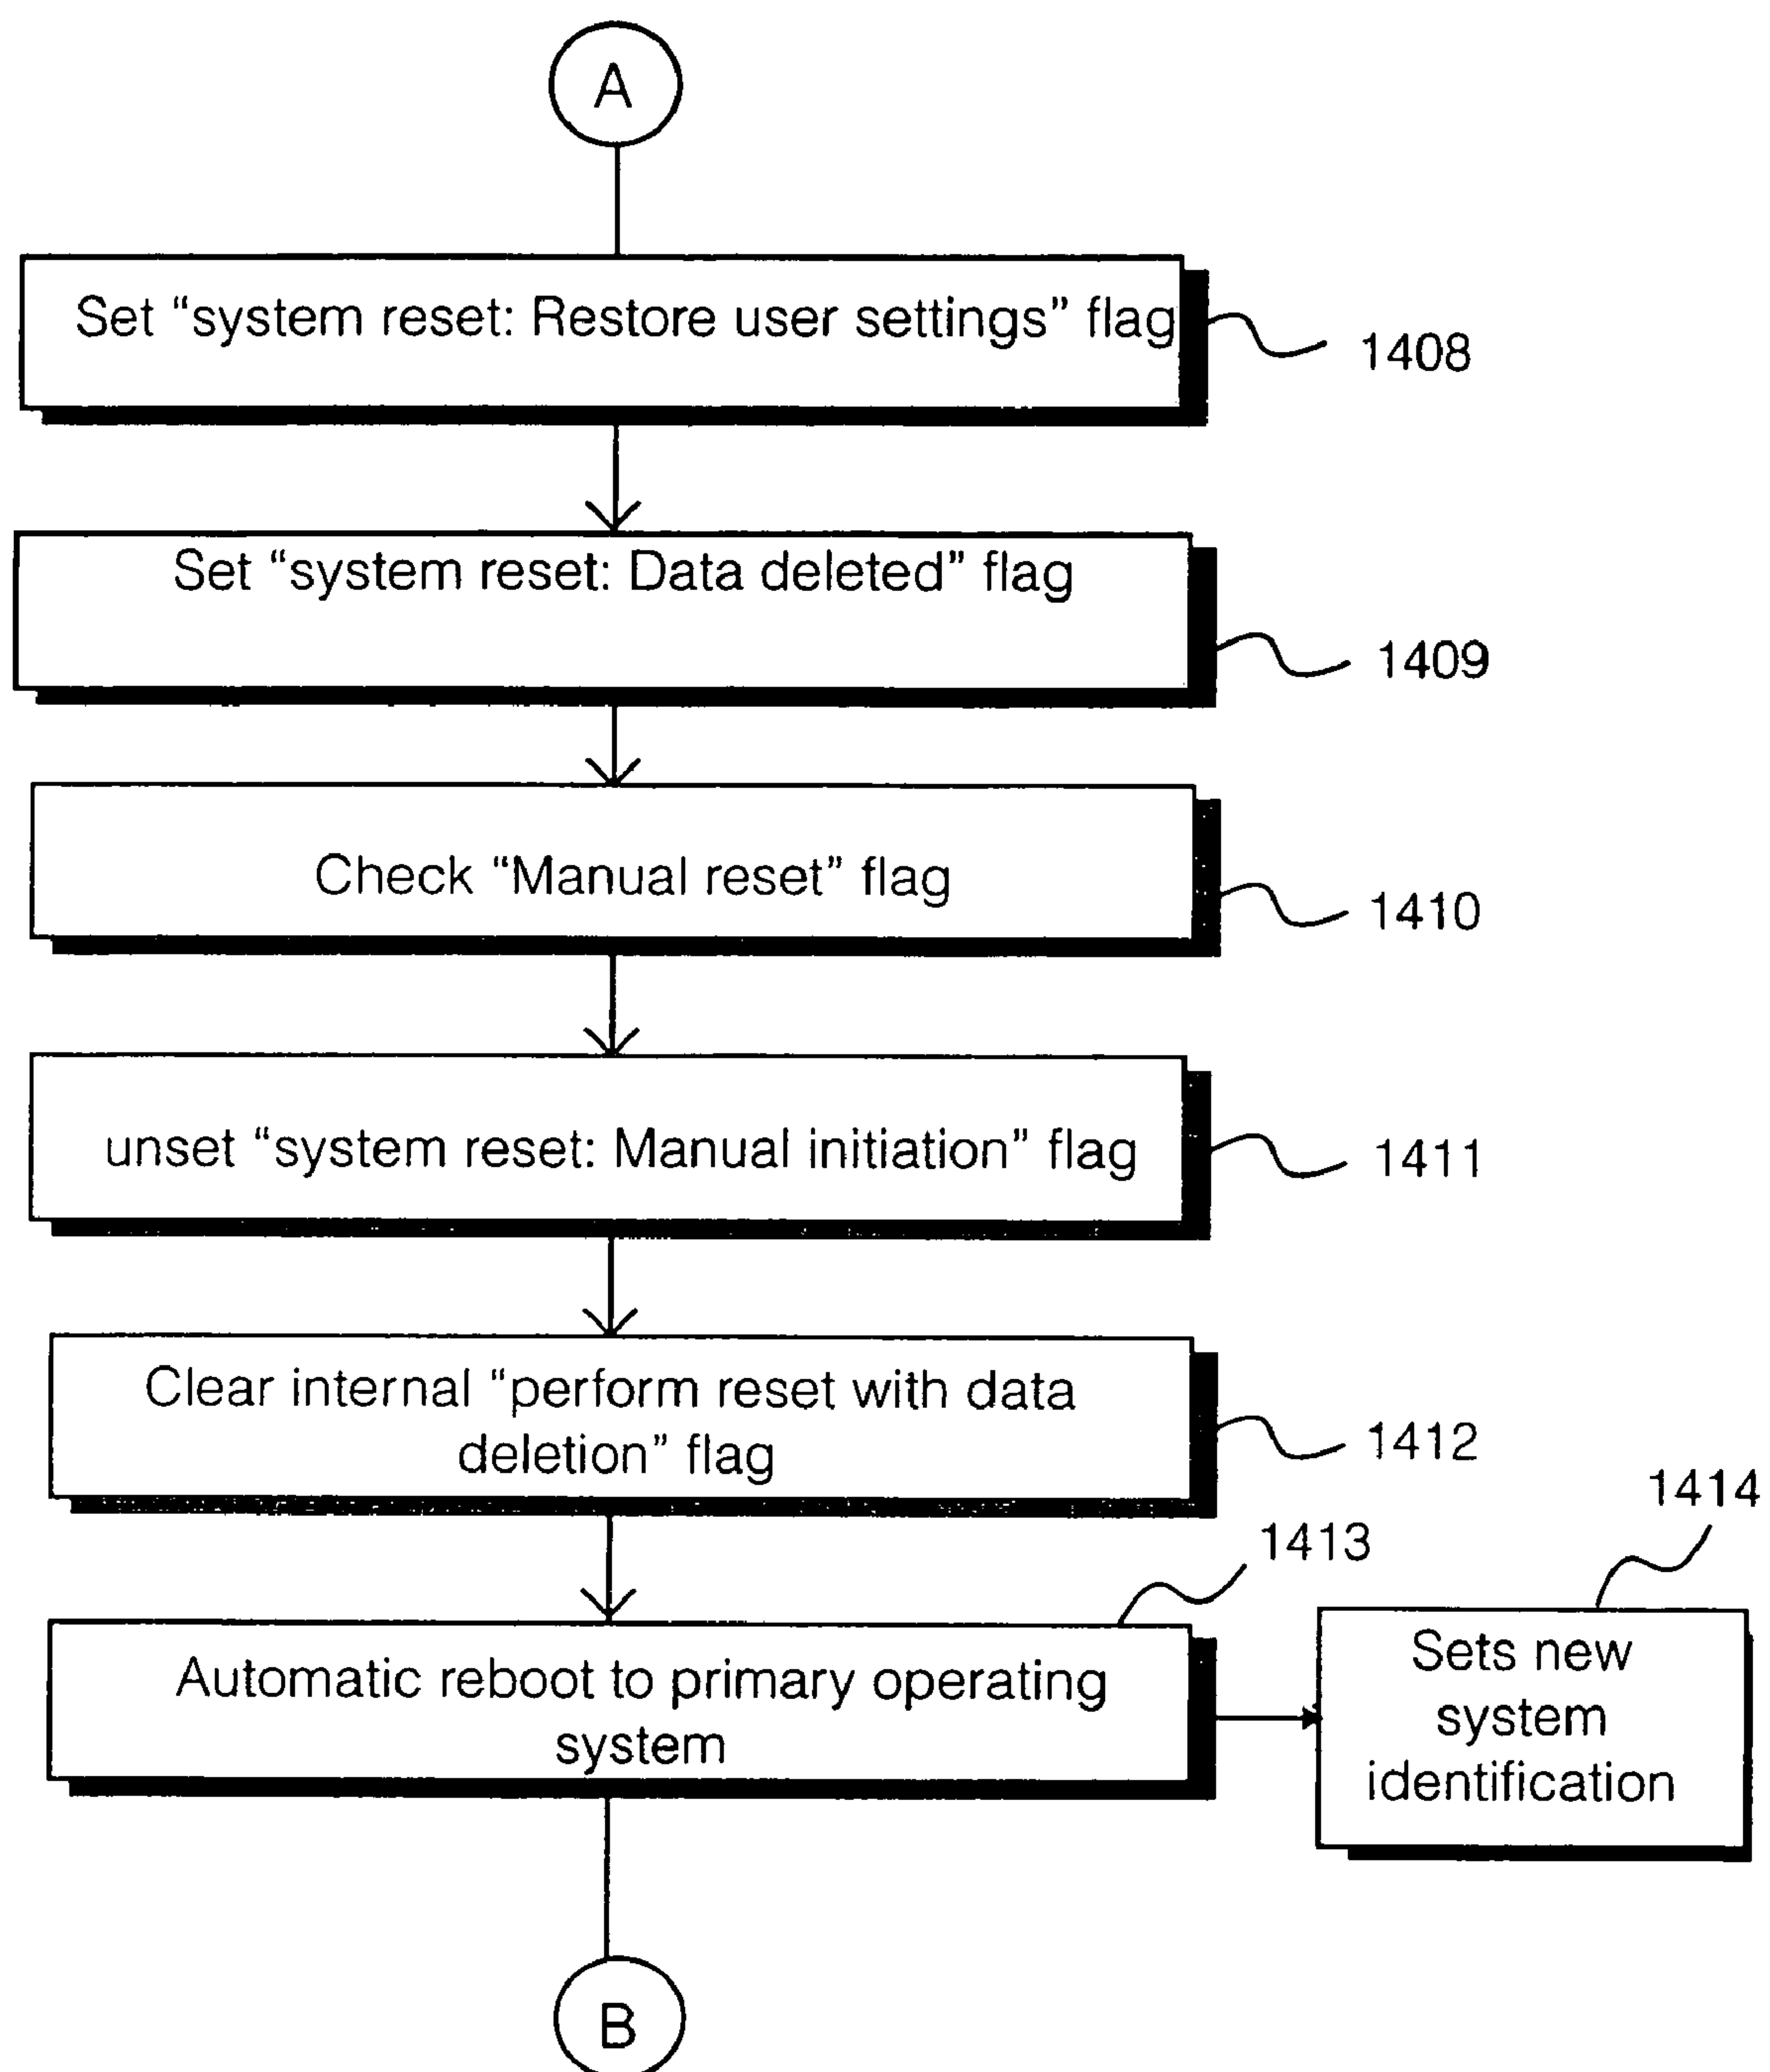 A
Set “system reset: Restore user settings” flag
1408
Set “system reset: Data deleted” flag
1409
Check “Manual reset” flag
1410
unset “system reset: Manual initiation” flag
1411
Clear internal “perform reset with data
deletion” flag
1412
1414
1413
Automatic reboot to primary operating
system
Sets new
system
identification
B